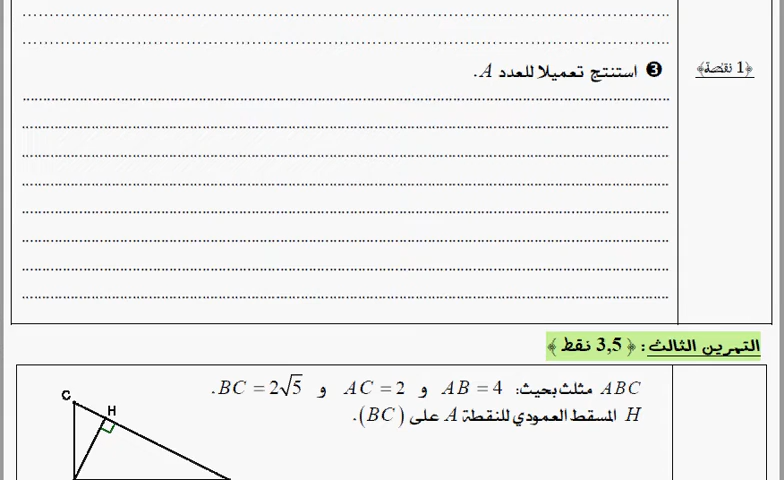 ❸ استنتج تعميلا للعدد A.
﴿1 نقطة﴾
التمرين الثالث: ﴿ 3,5 نقط ﴾
ABC مثلث بحيث: AB = 4 و AC = 2 و BC = 2√5 .
H المسقط العمودي للنقطة A على (BC).
C
H